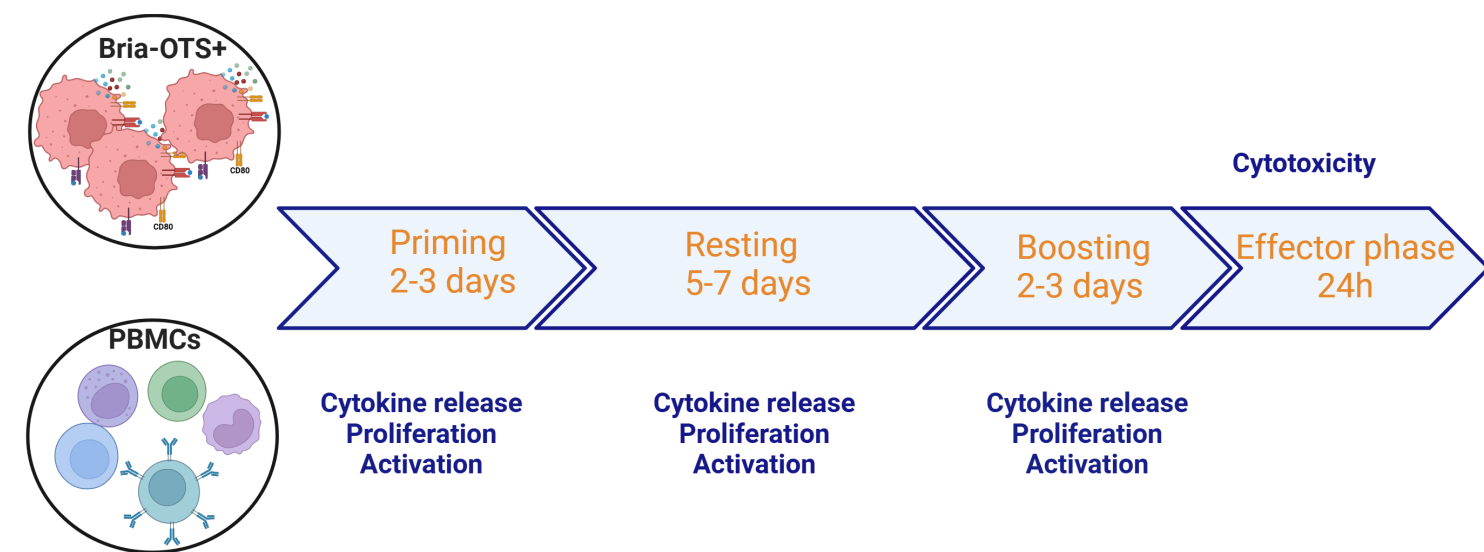 Bria-OTS+
CD80
CD80
PBMCs
Priming
2-3 days
Resting
5-7 days
Boosting
2-3 days
Cytotoxicity
Effector phase
24h
Cytokine release
Proliferation
Activation
Cytokine release
Proliferation
Activation
Cytokine release
Proliferation
Activation